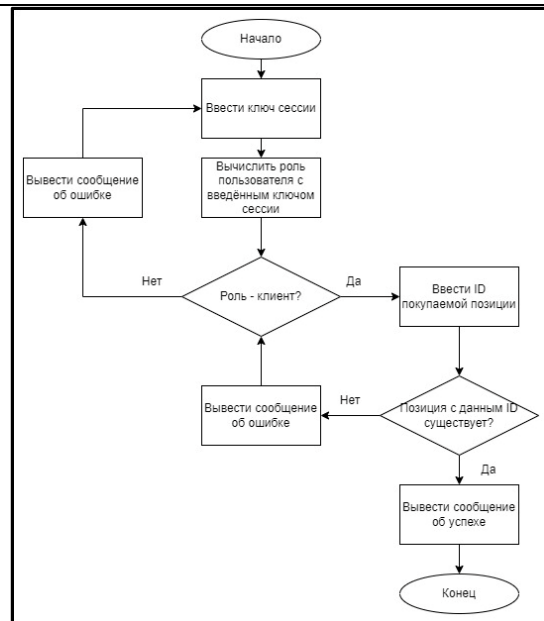 Начало
Ввести ключ сессии
Вывести сообщение
об ошибке
Вычислить роль
пользователя с
введённым ключом
сессии
Нет
Роль - клиент?
Да
Ввести ID
покупаемой позиции
Вывести сообщение
об ошибке
Нет
Позиция с данным ID
существует?
Да
Вывести сообщение
об успехе
Конец